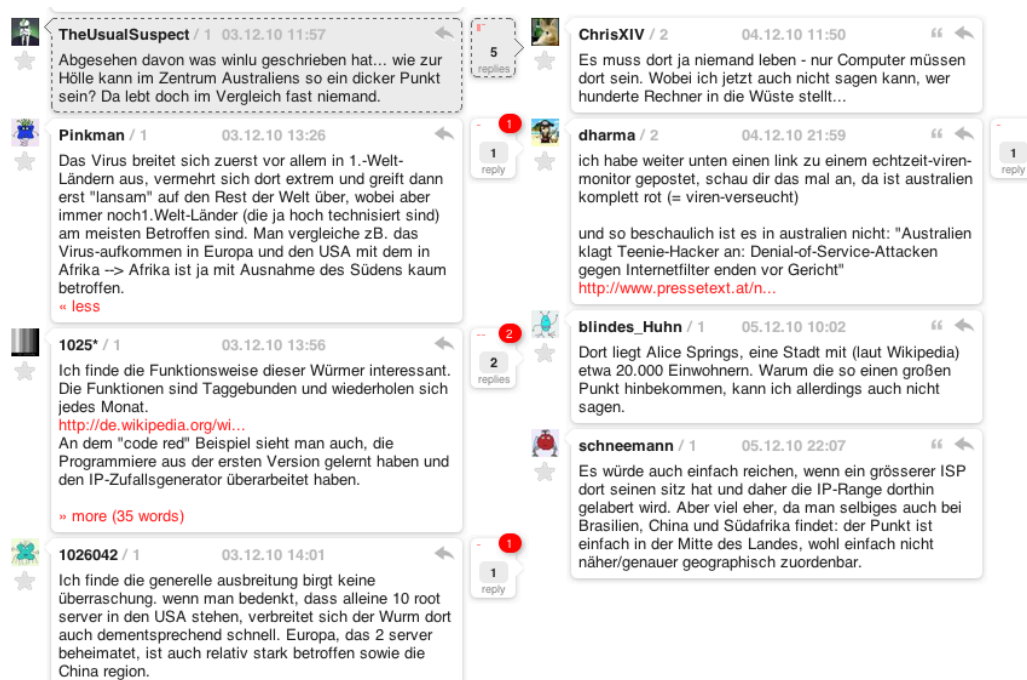 TheUsualSuspect / 1 03.12.10 11:57
Abgesehen davon was winlu geschrieben hat... wie zur
Hölle kann im Zentrum Australiens so ein dicker Punkt
sein? Da lebt doch im Vergleich fast niemand.
5
replies
Pinkman / 1 03.12.10 13:26
Das Virus breitet sich zuerst vor allem in 1.-Welt-
Ländern aus, vermehrt sich dort extrem und greift dann
erst "lansam" auf den Rest der Welt über, wobei aber
immer noch1.Welt-Länder (die ja hoch technisiert sind)
am meisten Betroffen sind. Man vergleiche zB. das
Virus-aufkommen in Europa und den USA mit dem in
Afrika --> Afrika ist ja mit Ausnahme des Südens kaum
betroffen.
« less
1
1
reply
1025* / 1 03.12.10 13:56
Ich finde die Funktionsweise dieser Würmer interessant.
Die Funktionen sind Taggebunden und wiederholen sich
jedes Monat.
http://de.wikipedia.org/wi...
An dem "code red" Beispiel sieht man auch, die
Programmiere aus der ersten Version gelernt haben und
den IP-Zufallsgenerator überarbeitet haben.
» more (35 words)
2
2
replies
1026042 / 1 03.12.10 14:01
Ich finde die generelle ausbreitung birgt keine
überraschung. wenn man bedenkt, dass alleine 10 root
server in den USA stehen, verbreitet sich der Wurm dort
auch dementsprechend schnell. Europa, das 2 server
beheimatet, ist auch relativ stark betroffen sowie die
China region.
1
1
reply
ChrisXIV / 2 04.12.10 11:50
Es muss dort ja niemand leben - nur Computer müssen
dort sein. Wobei ich jetzt auch nicht sagen kann, wer
hunderte Rechner in die Wüste stellt...
dharma / 2 04.12.10 21:59
ich habe weiter unten einen link zu einem echtzeit-viren-
monitor gepostet, schau dir das mal an, da ist australien
komplett rot (= viren-verseucht)
und so beschaulich ist es in australien nicht: "Australien
klagt Teenie-Hacker an: Denial-of-Service-Attacken
gegen Internetfilter enden vor Gericht"
http://www.pressetext.at/n...
1
reply
blindes_Huhn / 1 05.12.10 10:02
Dort liegt Alice Springs, eine Stadt mit (laut Wikipedia)
etwa 20.000 Einwohnern. Warum die so einen großen
Punkt hinbekommen, kann ich allerdings auch nicht
sagen.
schneemann / 1 05.12.10 22:07
Es würde auch einfach reichen, wenn ein grösserer ISP
dort seinen sitz hat und daher die IP-Range dorthin
gelabert wird. Aber viel eher, da man selbiges auch bei
Brasilien, China und Südafrika findet: der Punkt ist
einfach in der Mitte des Landes, wohl einfach nicht
näher/genauer geographisch zuordenbar.